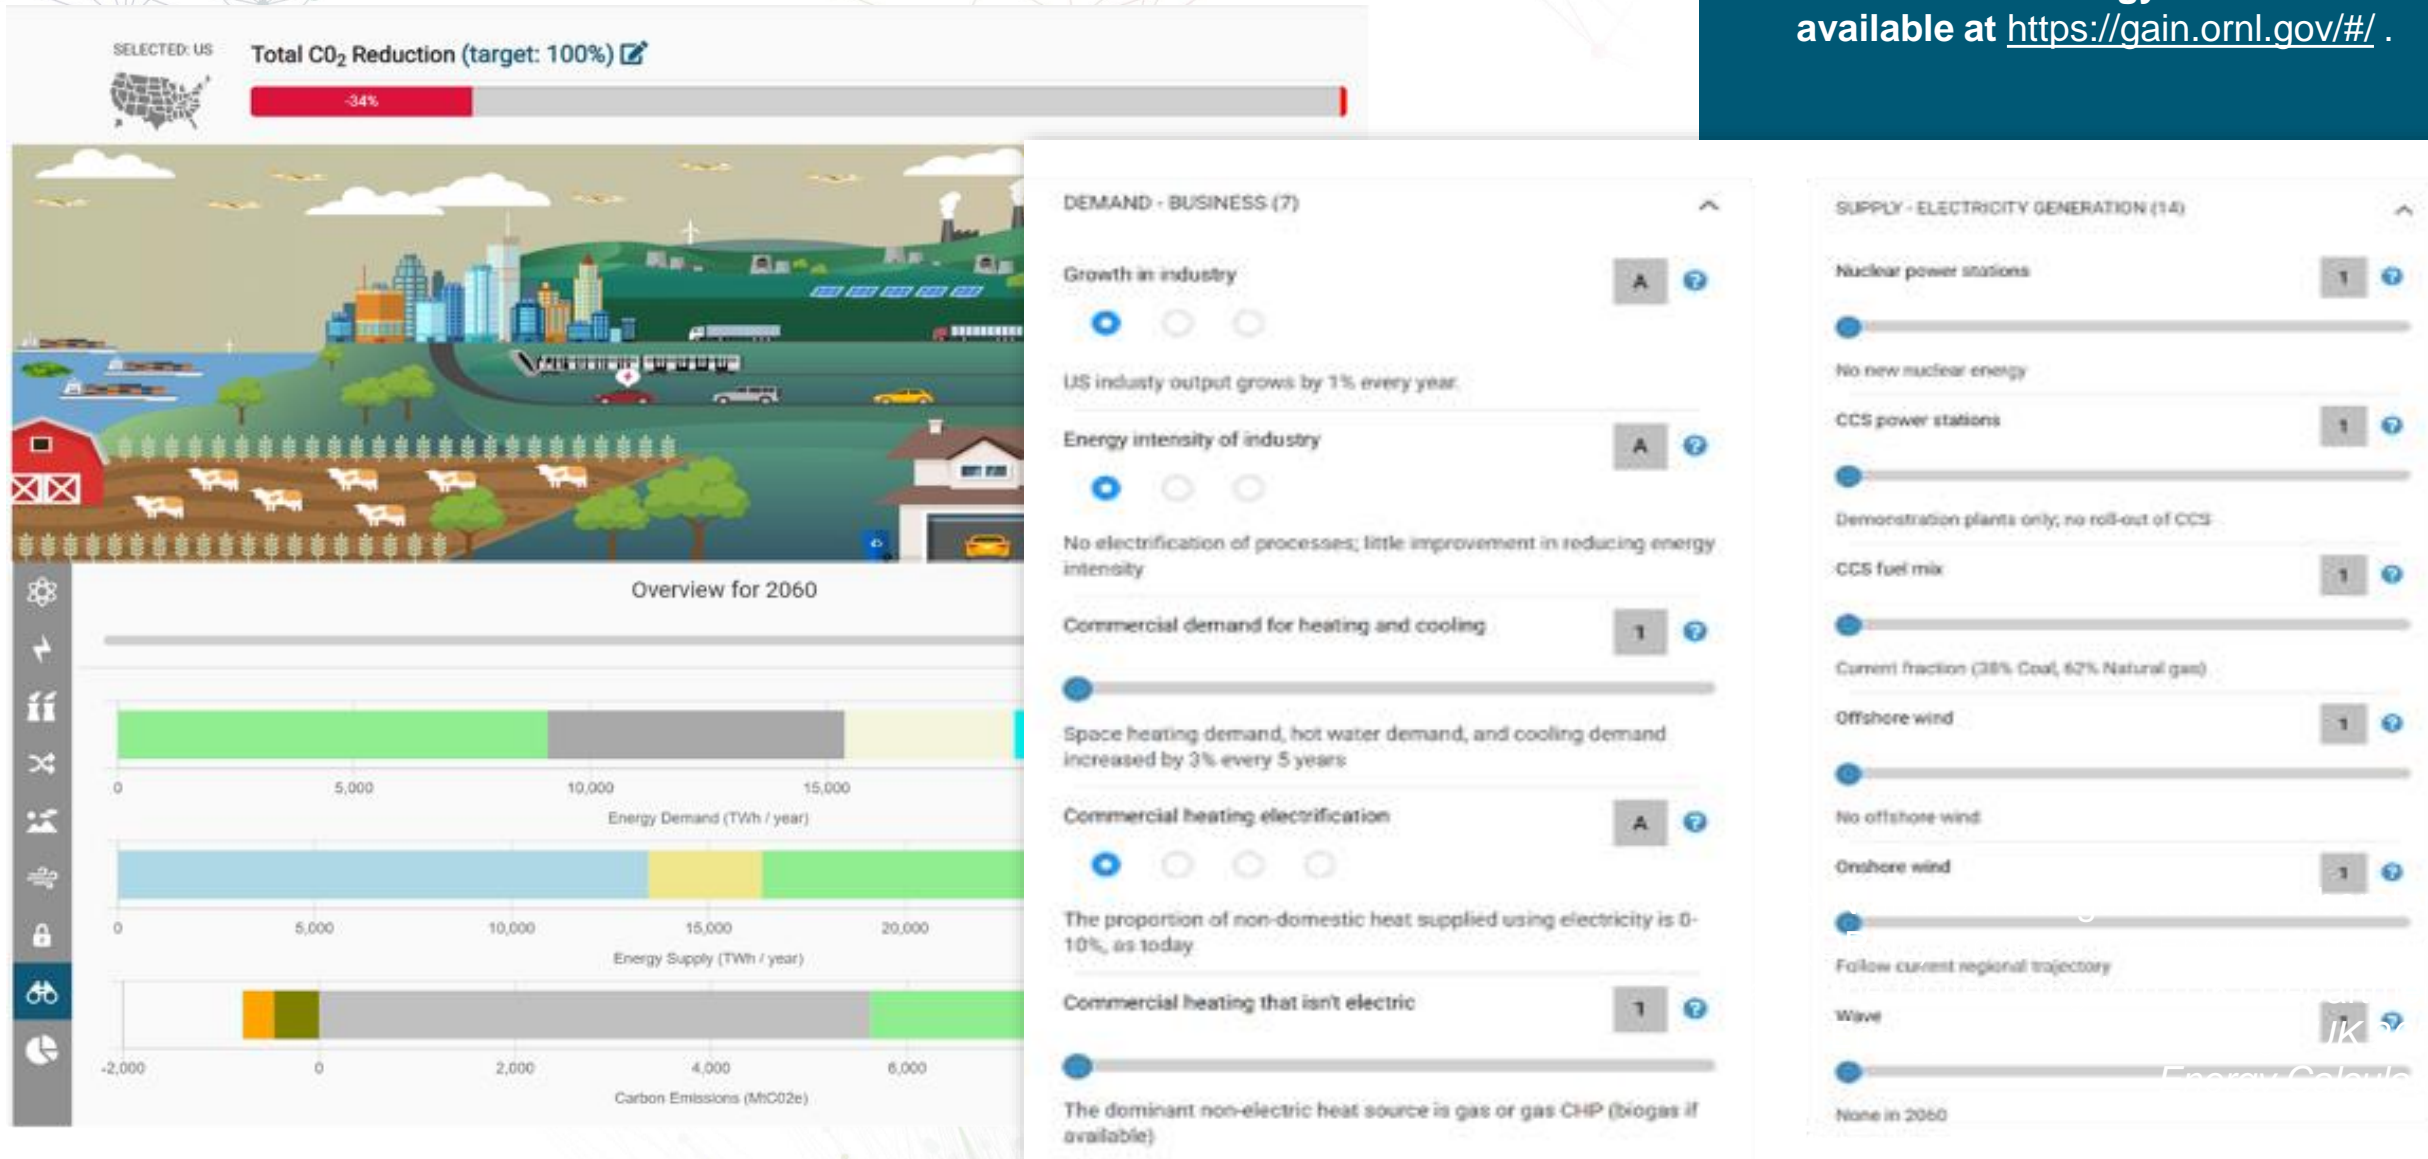 available at https://gain.ornl.gov/#/ .
SELECTED: US
Total C0₂ Reduction (target: 100%)
-34%
Overview for 2060
0 5,000 10,000 15,000
Energy Demand (TWh / year)
0 5,000 10,000 15,000 20,000
Energy Supply (TWh / year)
-2,000 0 2,000 4,000 6,000
Carbon Emissions (MtC02e)
DEMAND - BUSINESS (7)
Growth in industry A ?
US industy output grows by 1% every year.
Energy intensity of industry A ?
No electrification of processes; little improvement in reducing energy
intensity
Commercial demand for heating and cooling 1 ?
Space heating demand, hot water demand, and cooling demand
increased by 3% every 5 years
Commercial heating electrification A ?
The proportion of non-domestic heat supplied using electricity is 0-
10%, as today
Commercial heating that isn't electric 1 ?
The dominant non-electric heat source is gas or gas CHP (biogas if
available)
SUPPLY - ELECTRICITY GENERATION (14)
Nuclear power stations 1 ?
No new nuclear energy
CCS power stations 1 ?
Demonstration plants only; no roll-out of CCS
CCS fuel mix 1 ?
Current fraction (38% Coal, 62% Natural gas)
Offshore wind 1 ?
No offshore wind
Onshore wind 1 ?
Follow current regional trajectory
Wave ?
None in 2060